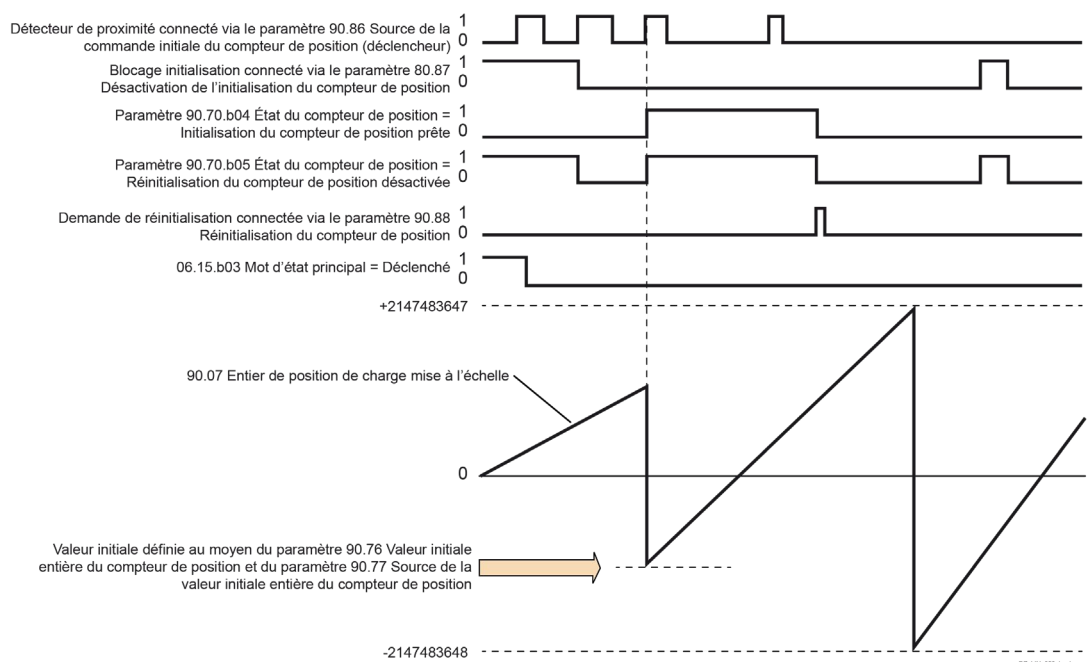 Détecteur de proximité connecté via le paramètre 90.86 Source de la
commande initiale du compteur de position (déclencheur)
1
0
Blocage initialisation connecté via le paramètre 80.87
Désactivation de l'initialisation du compteur de position
1
0
Paramètre 90.70.b04 État du compteur de position =
Initialisation du compteur de position prête
1
0
Paramètre 90.70.b05 État du compteur de position =
Réinitialisation du compteur de position désactivée
1
0
Demande de réinitialisation connectée via le paramètre 90.88
Réinitialisation du compteur de position
1
0
06.15.b03 Mot d'état principal = Déclenché
1
0
+2147483647
90.07 Entier de position de charge mise à l'échelle
0
Valeur initiale définie au moyen du paramètre 90.76 Valeur initiale
entière du compteur de position et du paramètre 90.77 Source de la
valeur initiale entière du compteur de position
-2147483648